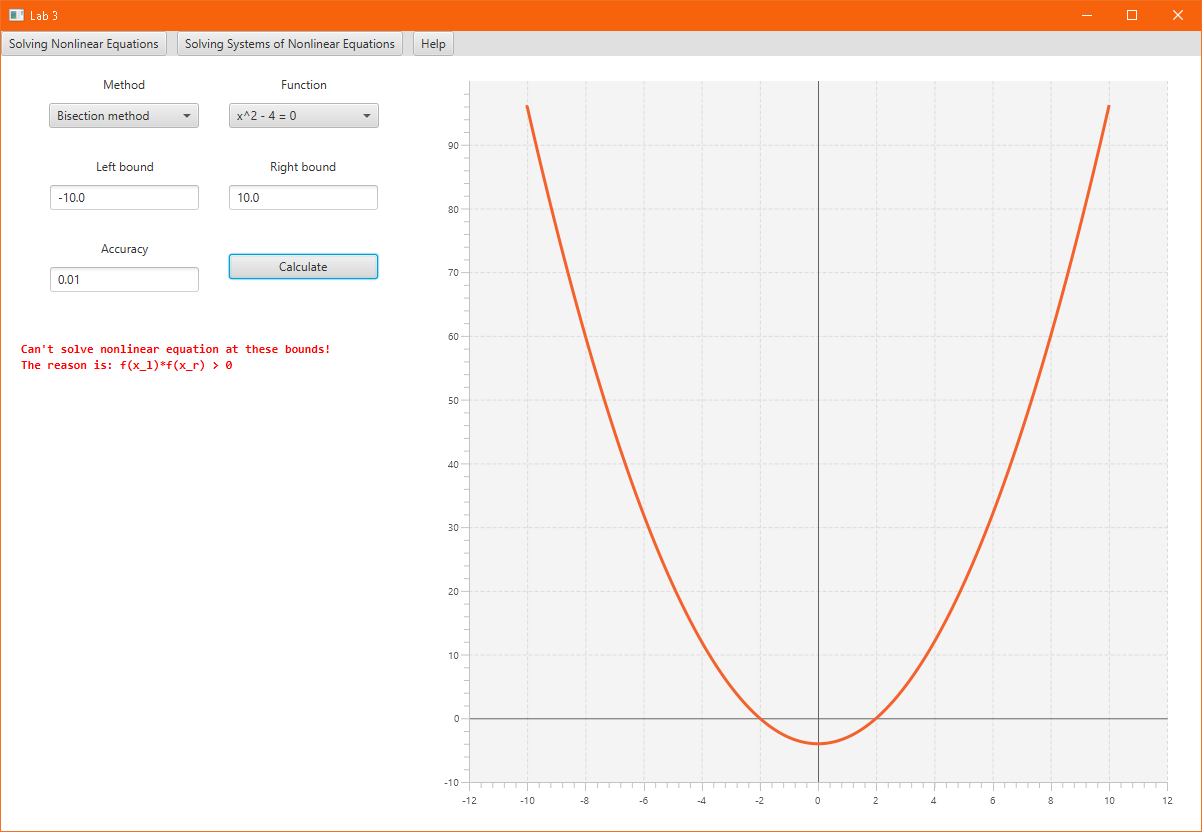 Lab 3
Solving Nonlinear Equations Solving Systems of Nonlinear Equations Help
Method Function
Bisection method x^2 - 4 = 0
Left bound Right bound
-10.0 10.0
Accuracy
Calculate
0.01
Can't solve nonlinear equation at these bounds!
The reason is: f(x_l)*f(x_r) > 0
90
80
70
60
50
40
30
20
10
0
-10
-12 -10 -8 -6 -4 -2 0 2 4 6 8 10 12